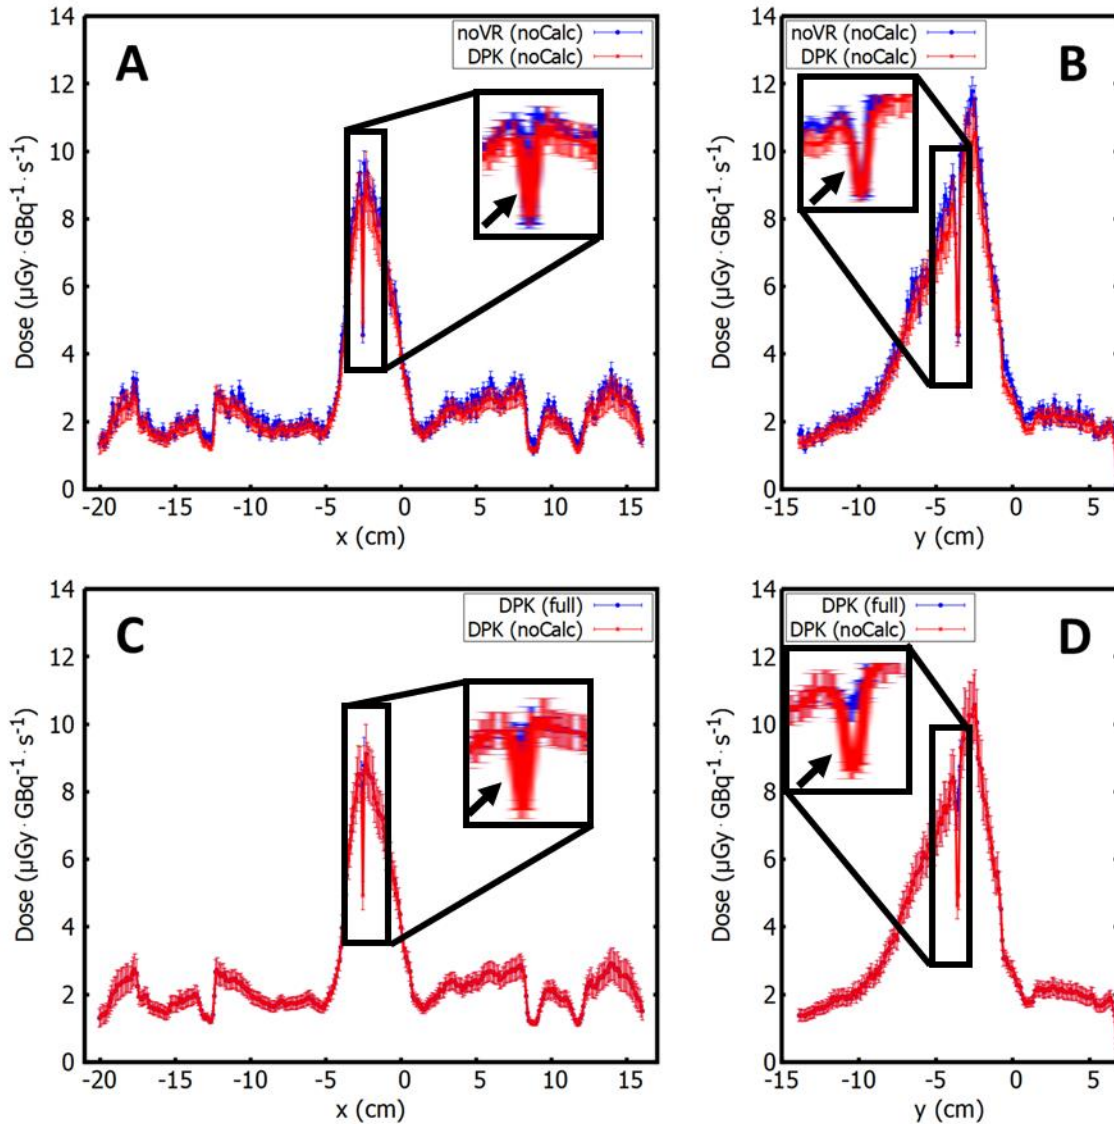 14
12
10
8
6
4
2
0
Dose (μGy·GBq⁻¹·s⁻¹)
A
noVR (noCalc)
DPK (noCalc)
-20 -15 -10 -5 0 5 10 15
x (cm)
14
12
10
8
6
4
2
0
Dose (μGy·GBq⁻¹·s⁻¹)
noVR (noCalc)
DPK (noCalc)
B
-15 -10 -5 0 5
y (cm)
14
12
10
8
6
4
2
0
Dose (μGy·GBq⁻¹·s⁻¹)
C
DPK (full)
DPK (noCalc)
-20 -15 -10 -5 0 5 10 15
x (cm)
14
12
10
8
6
4
2
0
Dose (μGy·GBq⁻¹·s⁻¹)
DPK (full)
DPK (noCalc)
D
-15 -10 -5 0 5
y (cm)